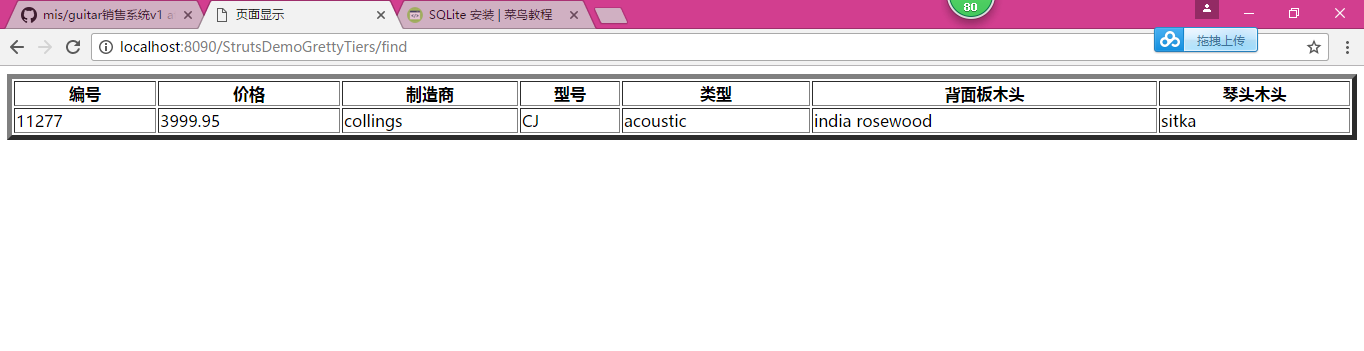 80
mis/guitar销售系统v1 a
页面显示
SQLite 安装 | 菜鸟教程
localhost:8090/StrutsDemoGrettyTiers/find
拖拽上传
编号 价格 制造商 型号 类型 背面板木头 琴头木头
11277 3999.95 collings CJ acoustic india rosewood sitka